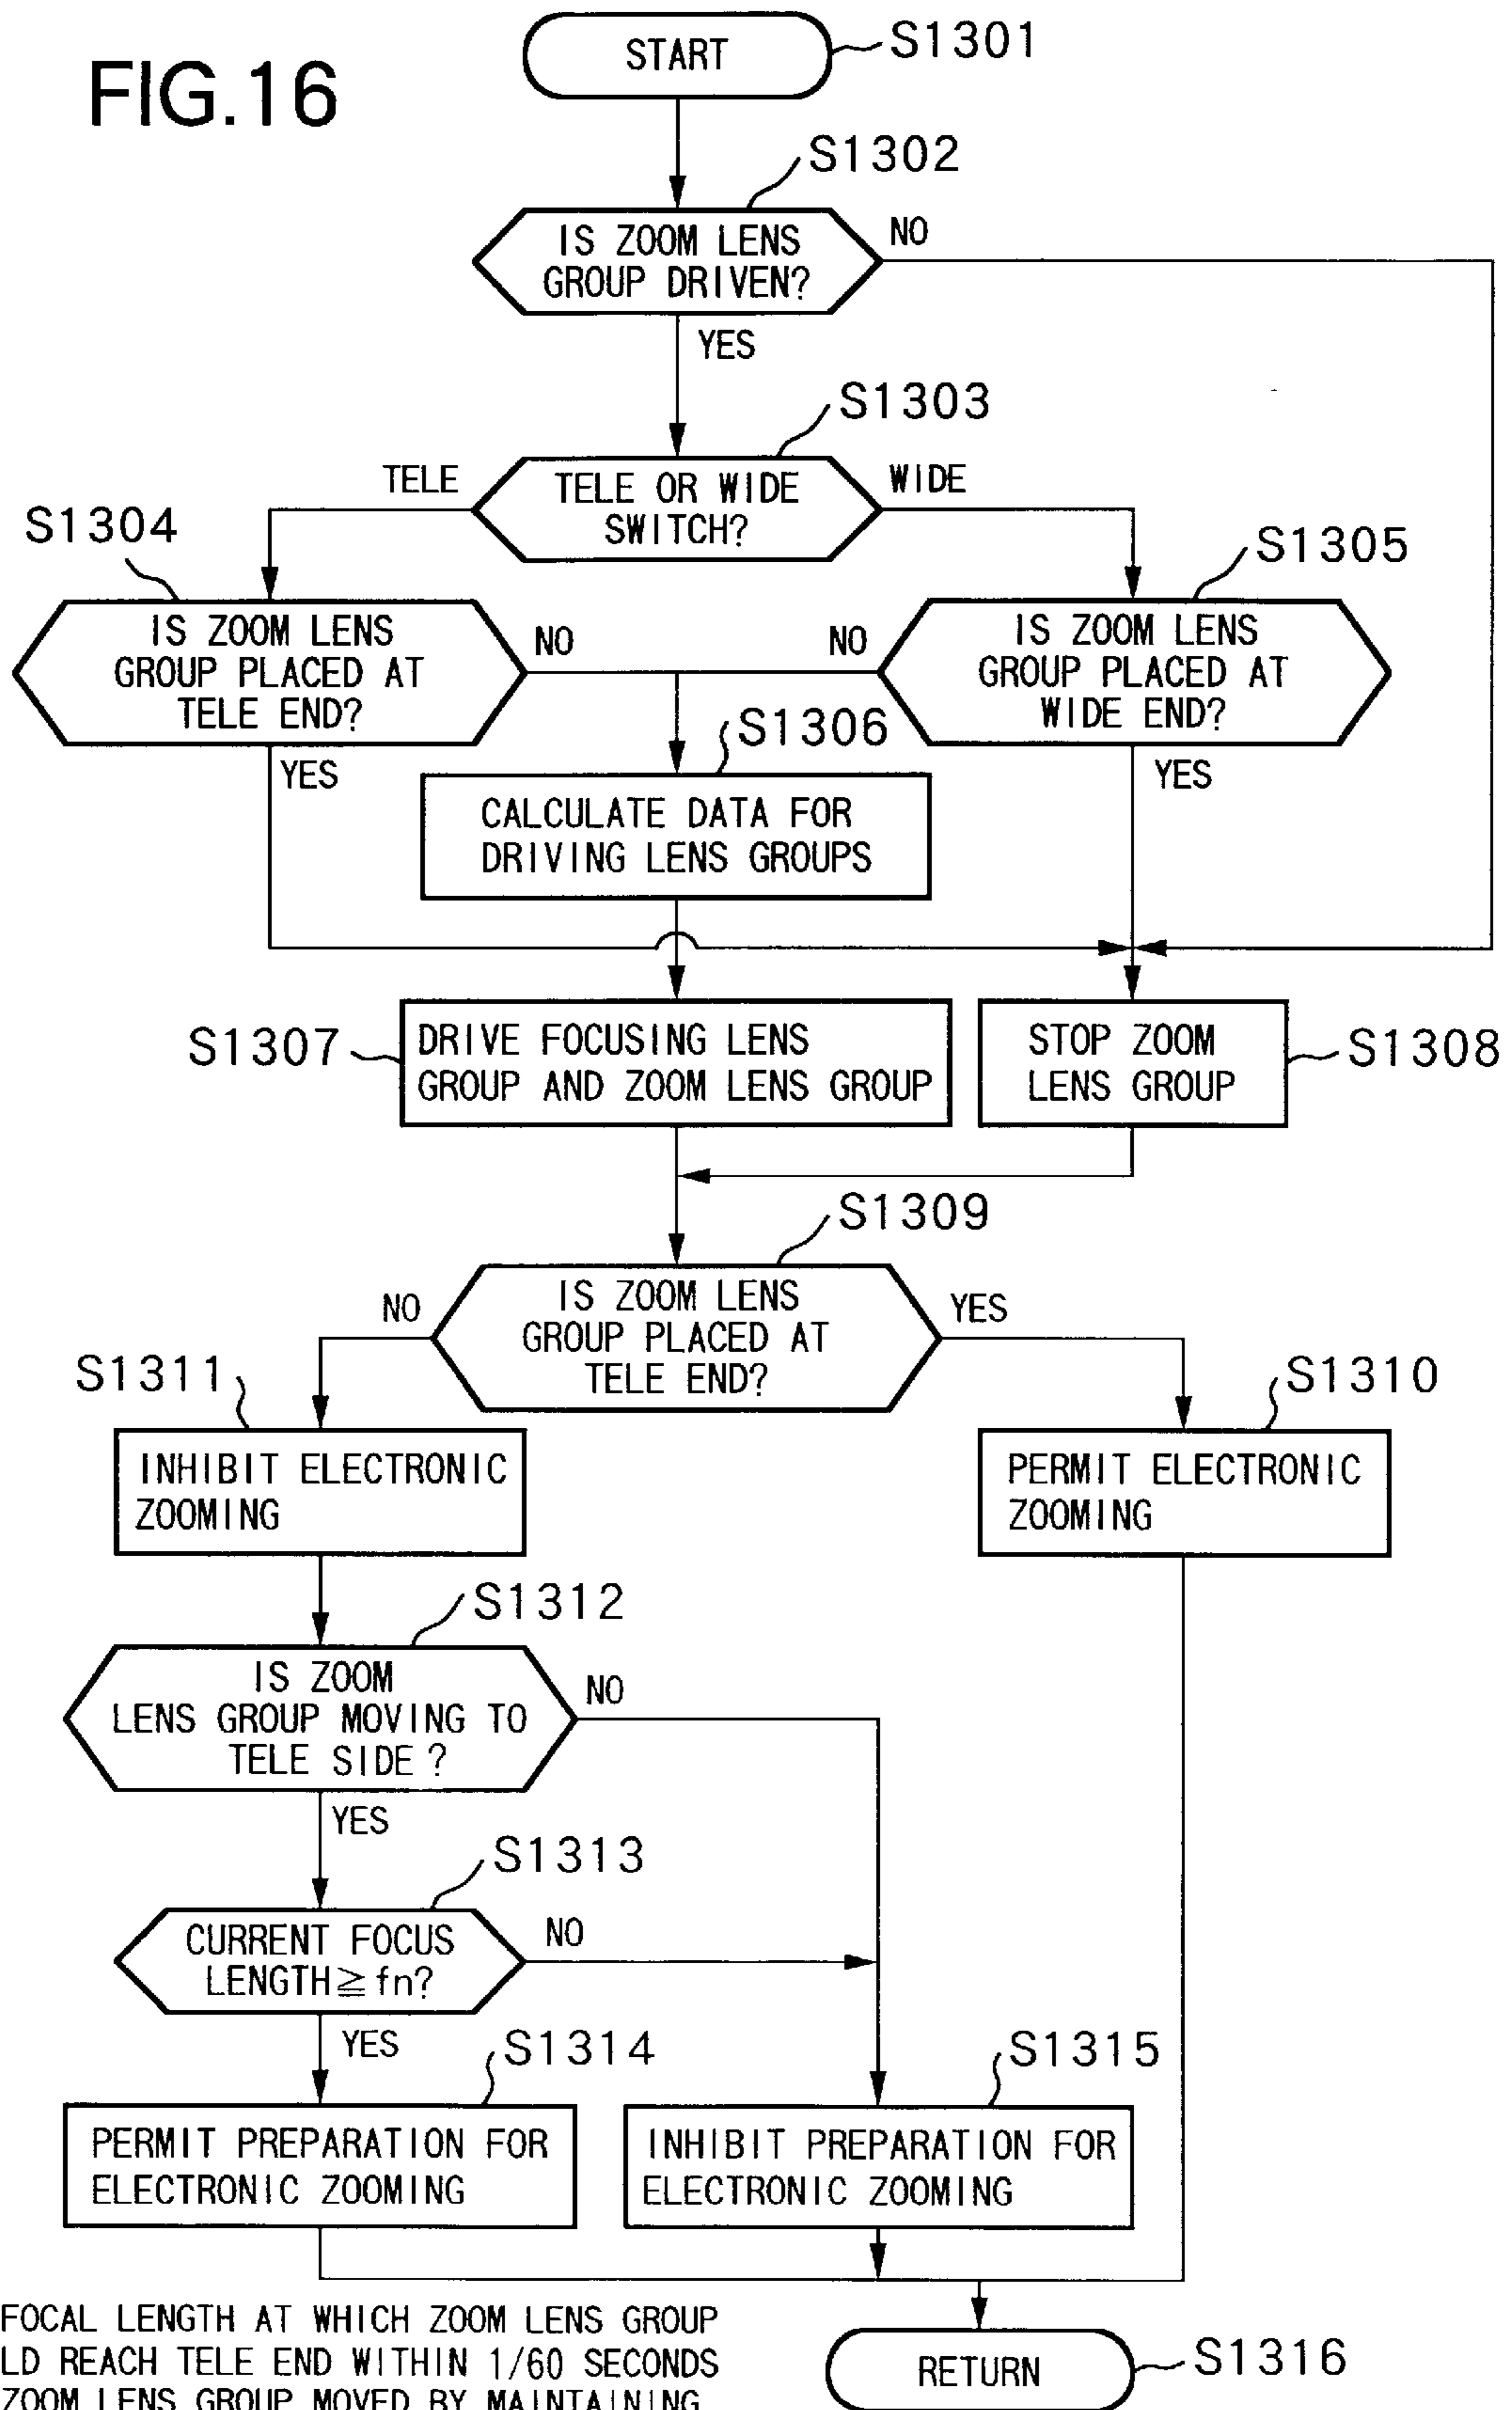 FIG.16
START
S1301
S1302
IS ZOOM LENS
GROUP DRIVEN?
NO
YES
S1303
TELE
TELE OR WIDE
SWITCH?
WIDE
S1304
S1305
IS ZOOM LENS
GROUP PLACED AT
TELE END?
NO
NO
IS ZOOM LENS
GROUP PLACED AT
WIDE END?
S1306
YES
YES
CALCULATE DATA FOR
DRIVING LENS GROUPS
S1307
DRIVE FOCUSING LENS
GROUP AND ZOOM LENS GROUP
STOP ZOOM
LENS GROUP
S1308
S1309
NO
IS ZOOM LENS
GROUP PLACED AT
TELE END?
YES
S1311
S1310
INHIBIT ELECTRONIC
ZOOMING
PERMIT ELECTRONIC
ZOOMING
S1312
IS ZOOM
LENS GROUP MOVING TO
TELE SIDE?
NO
YES
S1313
CURRENT FOCUS
LENGTH≧fn?
NO
YES
S1314
S1315
PERMIT PREPARATION FOR
ELECTRONIC ZOOMING
INHIBIT PREPARATION FOR
ELECTRONIC ZOOMING
FOCAL LENGTH AT WHICH ZOOM LENS GROUP
LD REACH TELE END WITHIN 1/60 SECONDS
ZOOM LENS GROUP MOVED BY MAINTAINING
RETURN
S1316